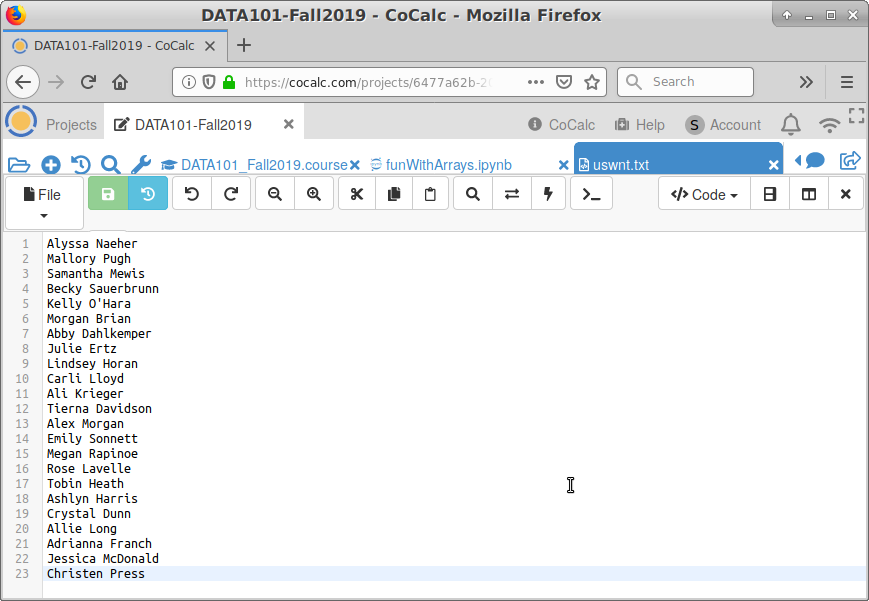 DATA101-Fall2019 - CoCalc - Mozilla Firefox
DATA101-Fall2019 - CoCalc
https://cocalc.com/projects/6477a62b-2 Search
Projects DATA101-Fall2019 CoCalc Help S Account
DATA101_Fall2019.course funWithArrays.ipynb uswnt.txt
File Code
1 Alyssa Naeher
2 Mallory Pugh
3 Samantha Mewis
4 Becky Sauerbrunn
5 Kelly O'Hara
6 Morgan Brian
7 Abby Dahlkemper
8 Julie Ertz
9 Lindsey Horan
10 Carli Lloyd
11 Ali Krieger
12 Tierna Davidson
13 Alex Morgan
14 Emily Sonnett
15 Megan Rapinoe
16 Rose Lavelle
17 Tobin Heath
18 Ashlyn Harris
19 Crystal Dunn
20 Allie Long
21 Adrianna Franch
22 Jessica McDonald
23 Christen Press